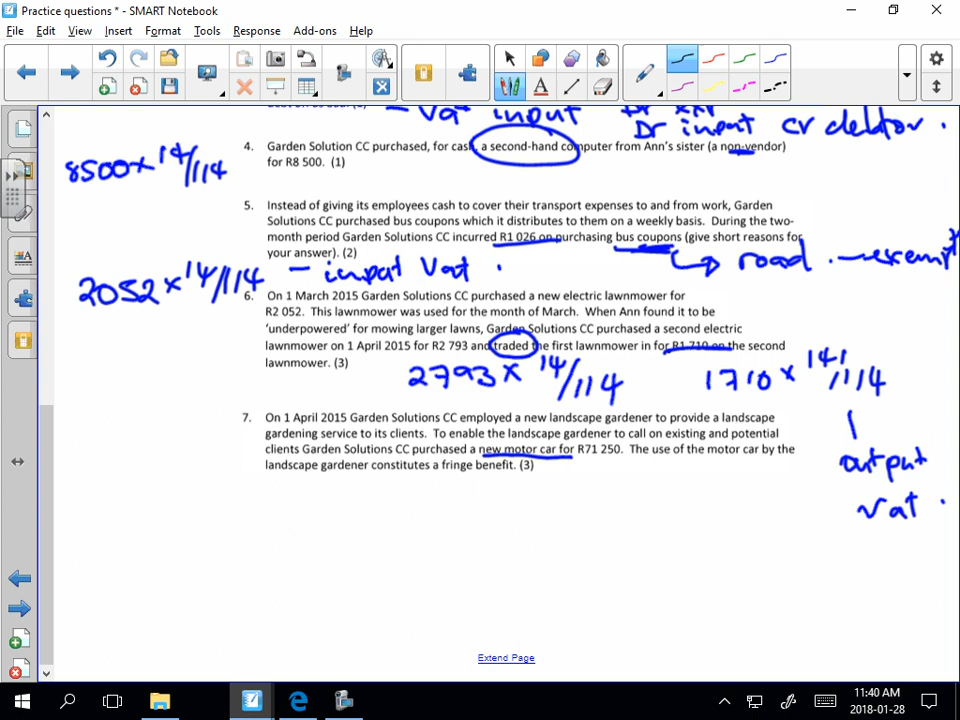 Practice questions * - SMART Notebook
File Edit View Insert Format Tools Response Add-ons Help
- Vat input
Dr input cr debtor.
4. Garden Solution CC purchased, for cash, a second-hand computer from Ann's sister (a non-vendor)
for R8 500. (1)
8500 x 14/114
5. Instead of giving its employees cash to cover their transport expenses to and from work, Garden
Solutions CC purchased bus coupons which it distributes to them on a weekly basis. During the two-
month period Garden Solutions CC incurred R1 026 on purchasing bus coupons (give short reasons for
your answer). (2)
road. - exempt
2052 x 14/114 - input Vat.
6. On 1 March 2015 Garden Solutions CC purchased a new electric lawnmower for
R2 052. This lawnmower was used for the month of March. When Ann found it to be
'underpowered' for mowing larger lawns, Garden Solutions CC purchased a second electric
lawnmower on 1 April 2015 for R2 793 and traded the first lawnmower in for R1 710 on the second
lawnmower. (3)
2793 x 14/114
1710 x 14/114
output
vat.
7. On 1 April 2015 Garden Solutions CC employed a new landscape gardener to provide a landscape
gardening service to its clients. To enable the landscape gardener to call on existing and potential
clients Garden Solutions CC purchased a new motor car for R71 250. The use of the motor car by the
landscape gardener constitutes a fringe benefit. (3)
Extend Page
11:40 AM
2018-01-28